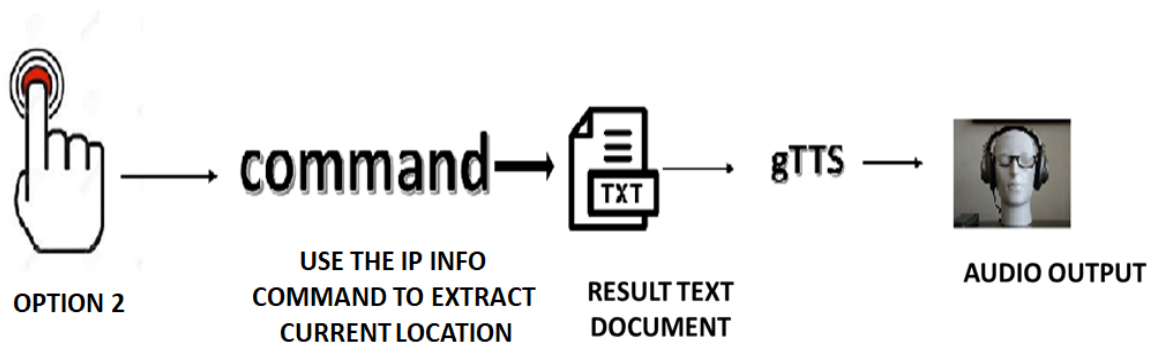 command
TXT
gTTS
OPTION 2
USE THE IP INFO
COMMAND TO EXTRACT
CURRENT LOCATION
RESULT TEXT
DOCUMENT
AUDIO OUTPUT